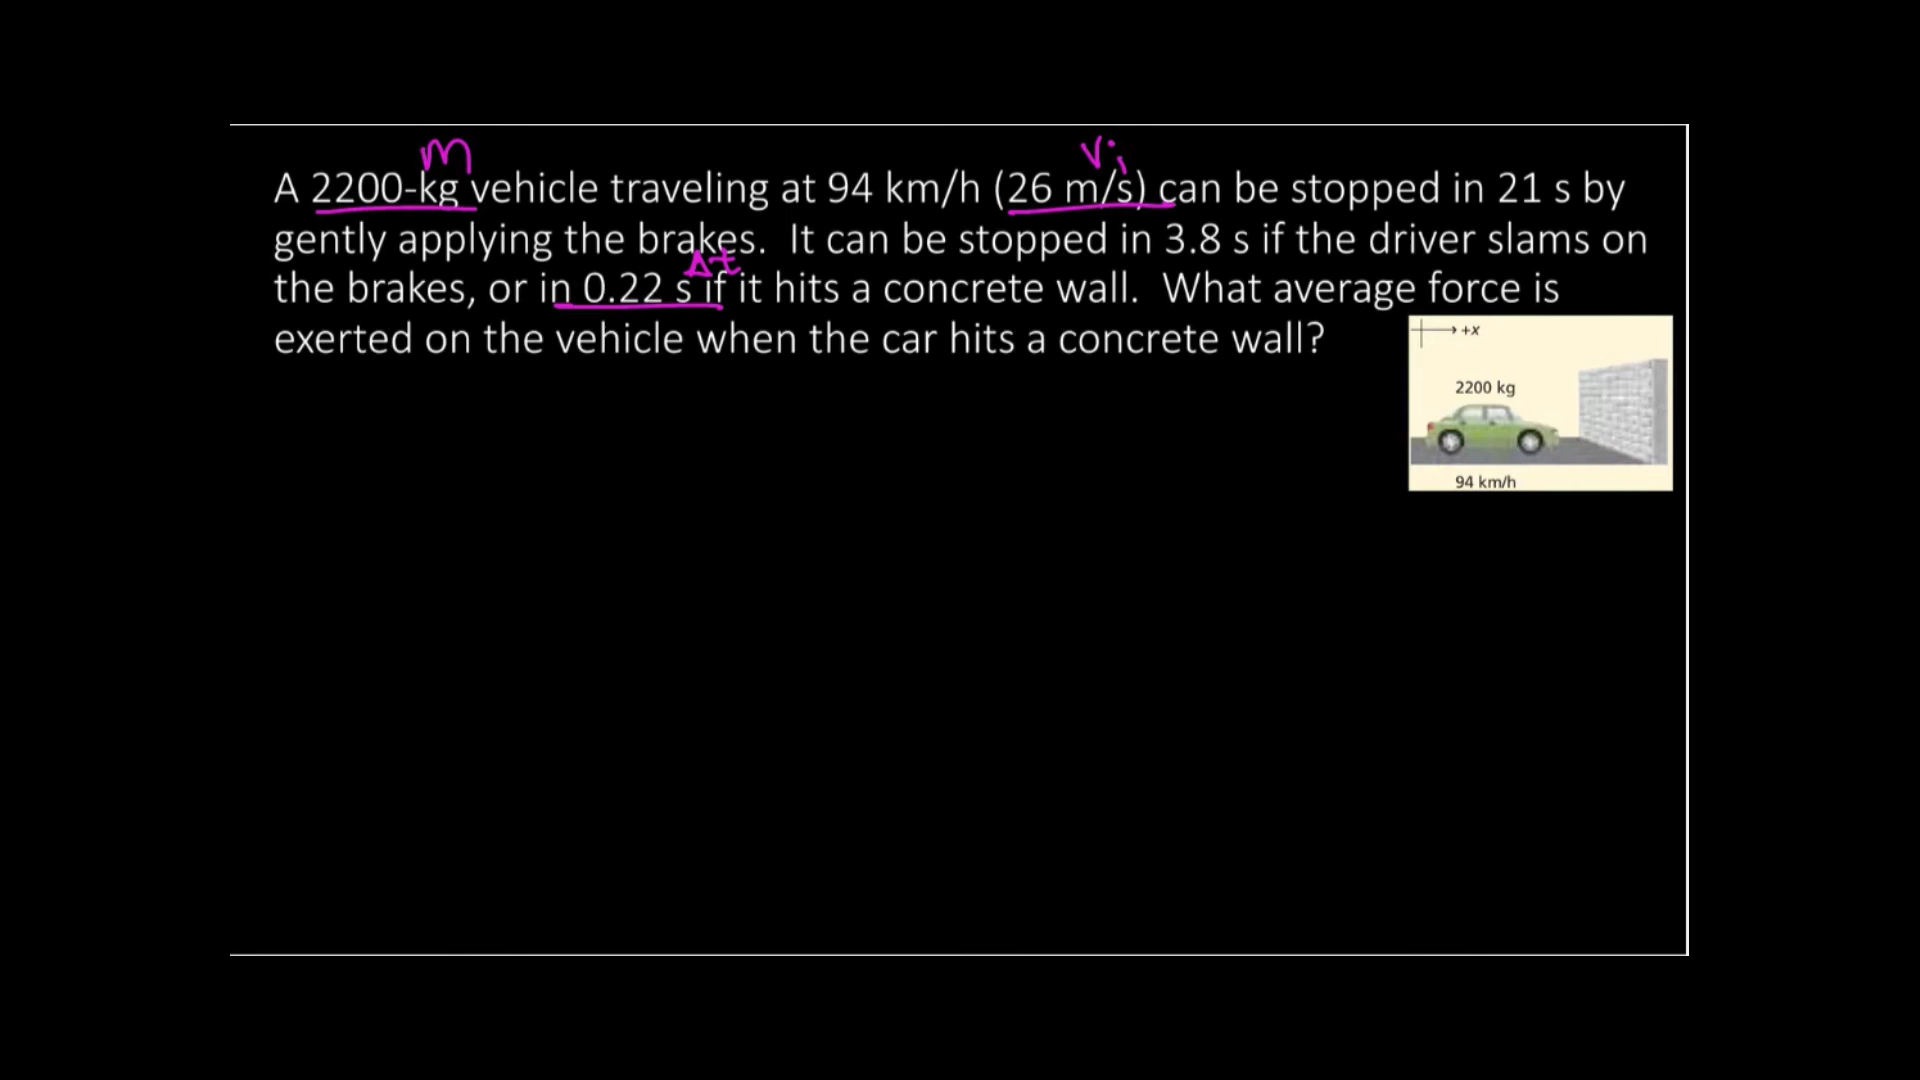 m
vi
A 2200-kg vehicle traveling at 94 km/h (26 m/s) can be stopped in 21 s by
gently applying the brakes. It can be stopped in 3.8 s if the driver slams on
Δt
the brakes, or in 0.22 s if it hits a concrete wall. What average force is
exerted on the vehicle when the car hits a concrete wall?
+x
2200 kg
94 km/h